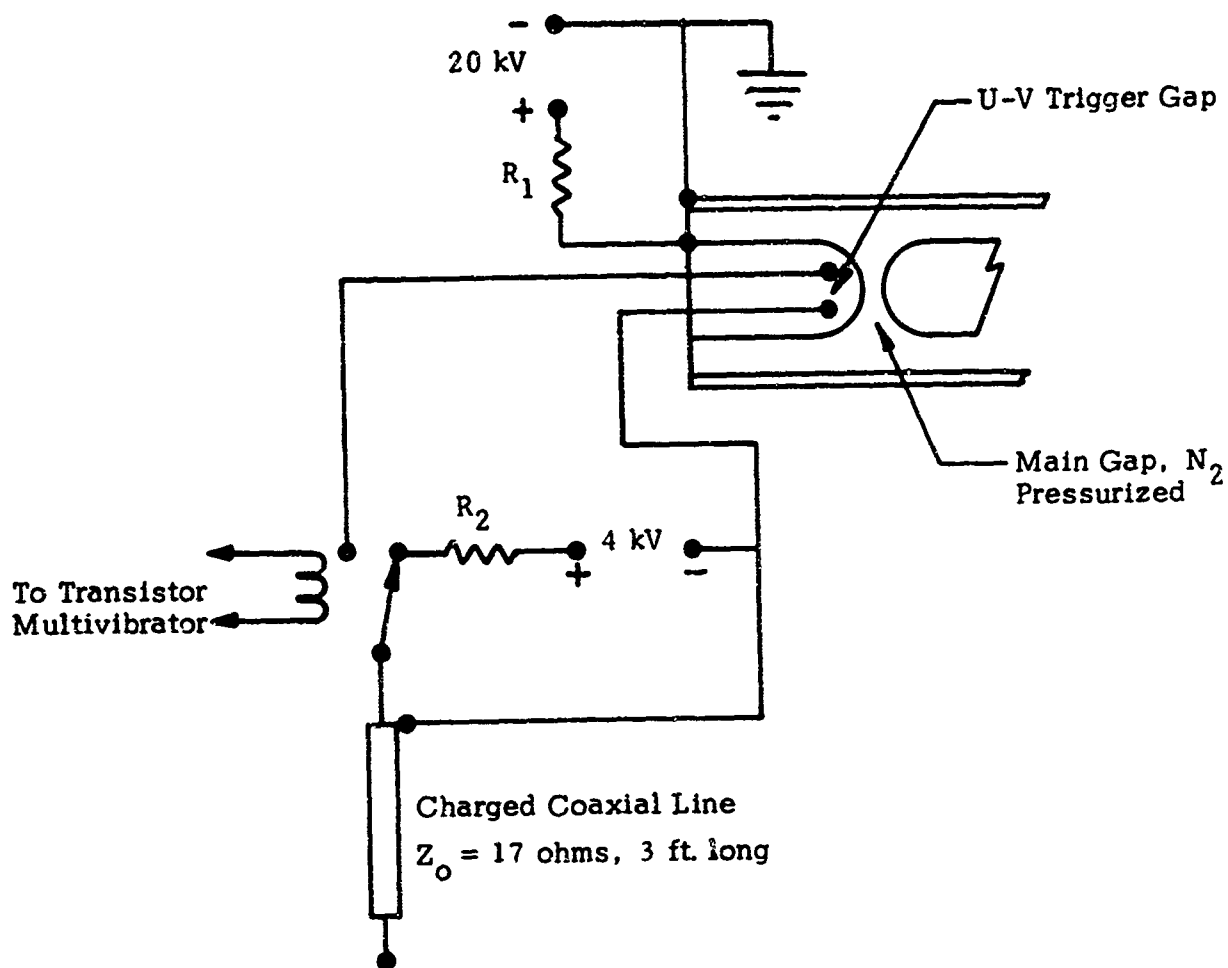 -
20 kV
+
U-V Trigger Gap
R1
Main Gap, N2
Pressurized
R2
4 kV
+
-
To Transistor
Multivibrator
Charged Coaxial Line
Zo = 17 ohms, 3 ft. long